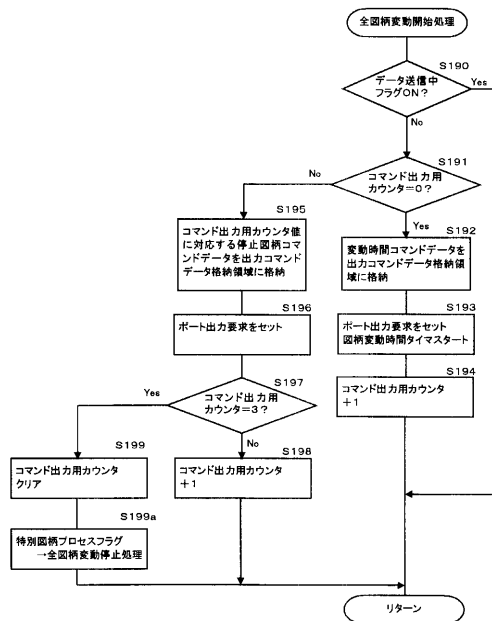 全図柄変動開始処理
S190
データ送信中
フラグON?
Yes
No
S191
コマンド出力用
カウンタ=0?
No
Yes
S195
コマンド出力用カウンタ値
に対応する停止図柄コマ
ンドデータを出力コマンド
データ格納領域に格納
S192
変動時間コマンドデータを
出力コマンドデータ格納領
域に格納
S196
ポート出力要求をセット
S193
ポート出力要求をセット
図柄変動時間タイマスタート
S197
コマンド出力用
カウンタ=3?
Yes
No
S194
コマンド出力用カウンタ
+1
S199
コマンド出力用カウンタ
クリア
S198
コマンド出力用カウンタ
+1
S199a
特別図柄プロセスフラグ
→全図柄変動停止処理
リターン